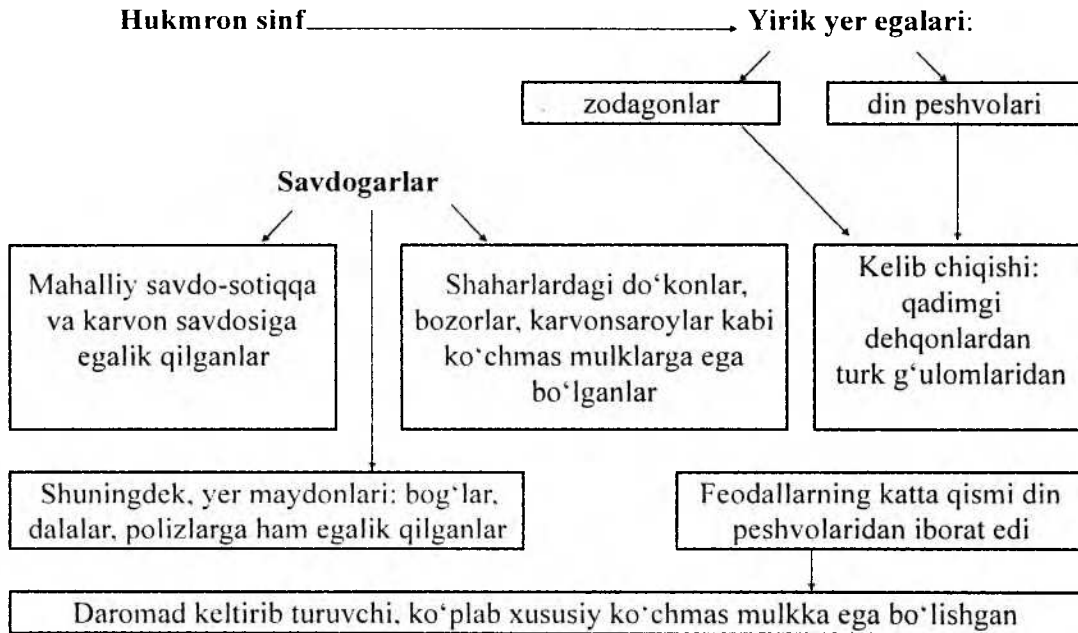 Hukmron sinf
Yirik yer egalari:
zodagonlar
din peshvolari
Savdogarlar
Mahalliy savdo-sotiqqa
va karvon savdosiga
egalik qilganlar
Shaharlardagi do‘konlar,
bozorlar, karvonsaroylar kabi
ko‘chmas mulklarga ega
bo‘lganlar
Kelib chiqishi:
qadimgi
dehqonlardan
turk g‘ulomlaridan
Shuningdek, yer maydonlari: bog‘lar,
dalalar, polizlarga ham egalik qilganlar
Feodallarning katta qismi din
peshvolaridan iborat edi
Daromad keltirib turuvchi, ko‘plab xususiy ko‘chmas mulkka ega bo‘lishgan